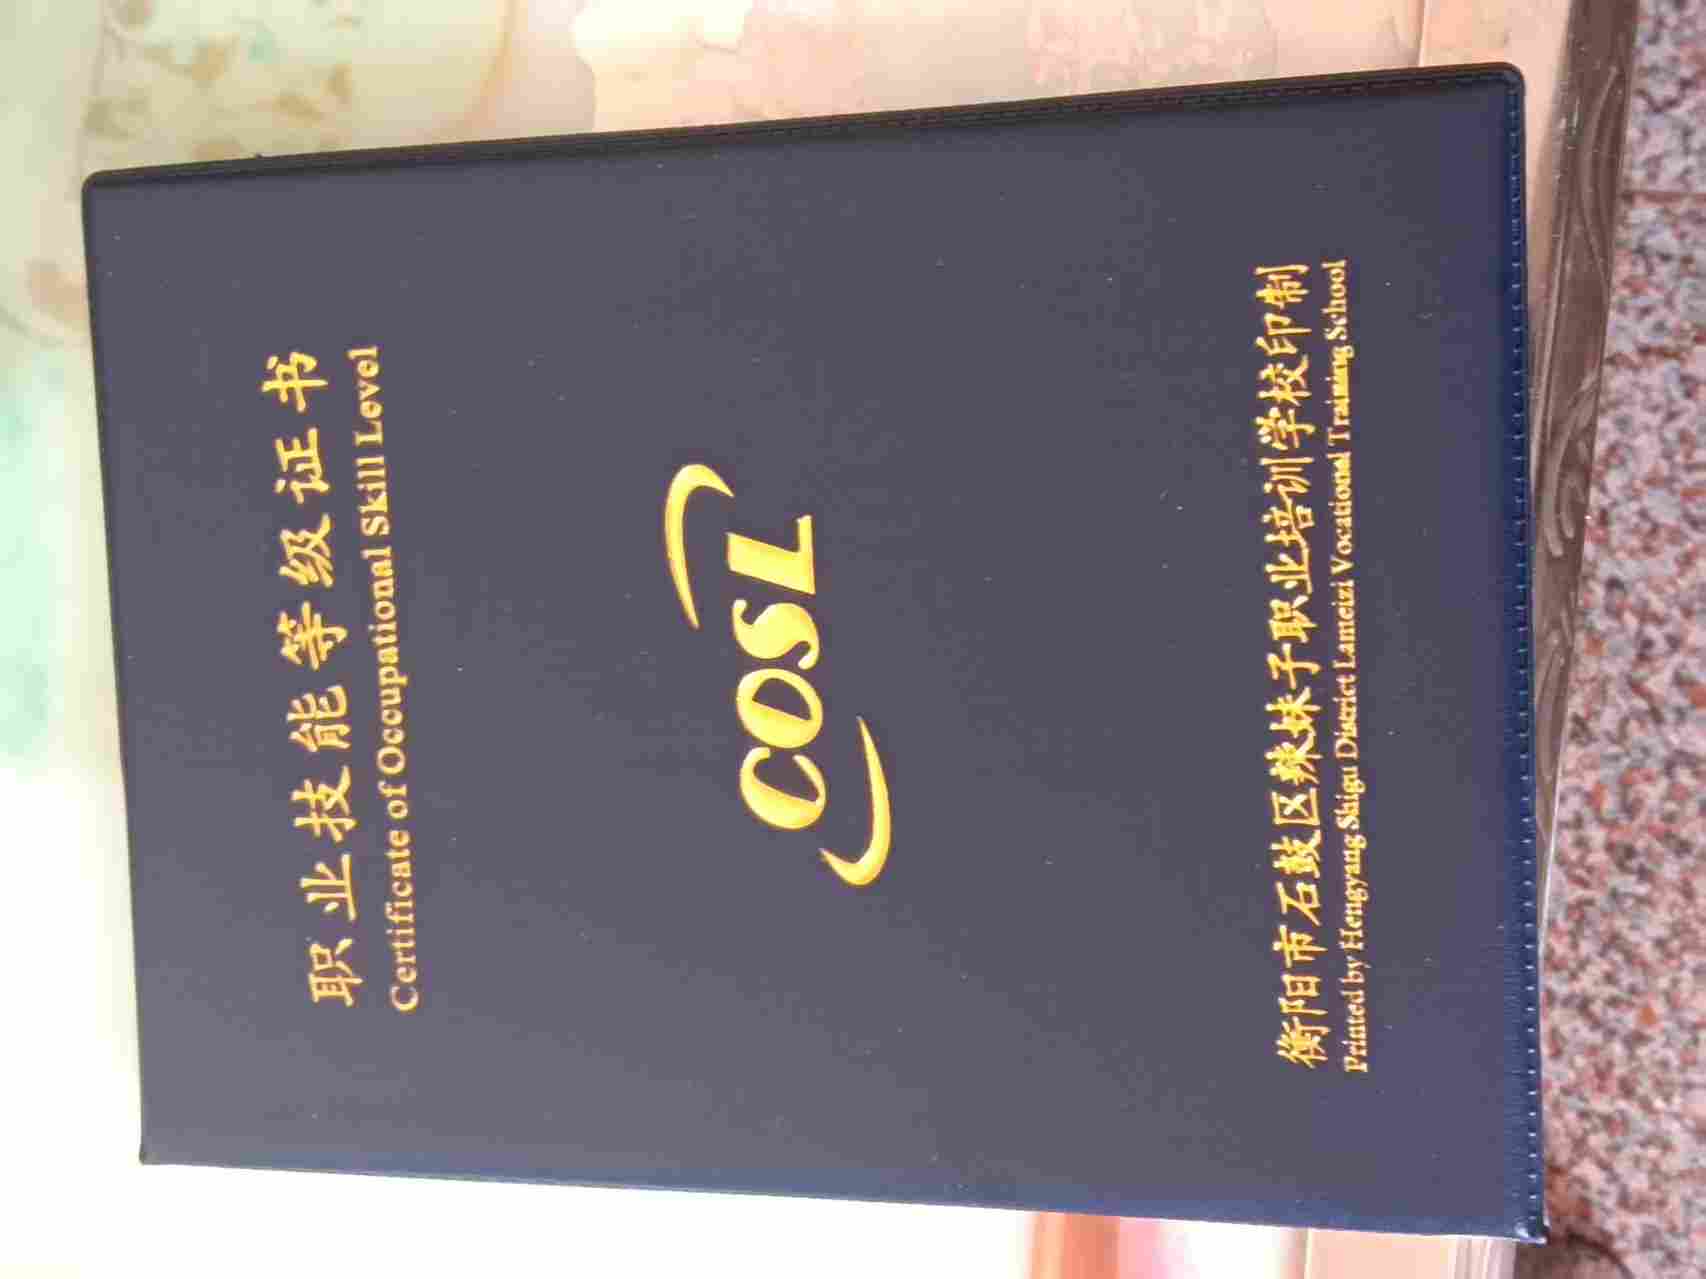 职业技能等级证书
Certificate of Occupational Skill Level
COSL
衡阳市石鼓区辣妹子职业培训学校印制
Printed by Hengyang Shigu District Lameizi Vocational Training School